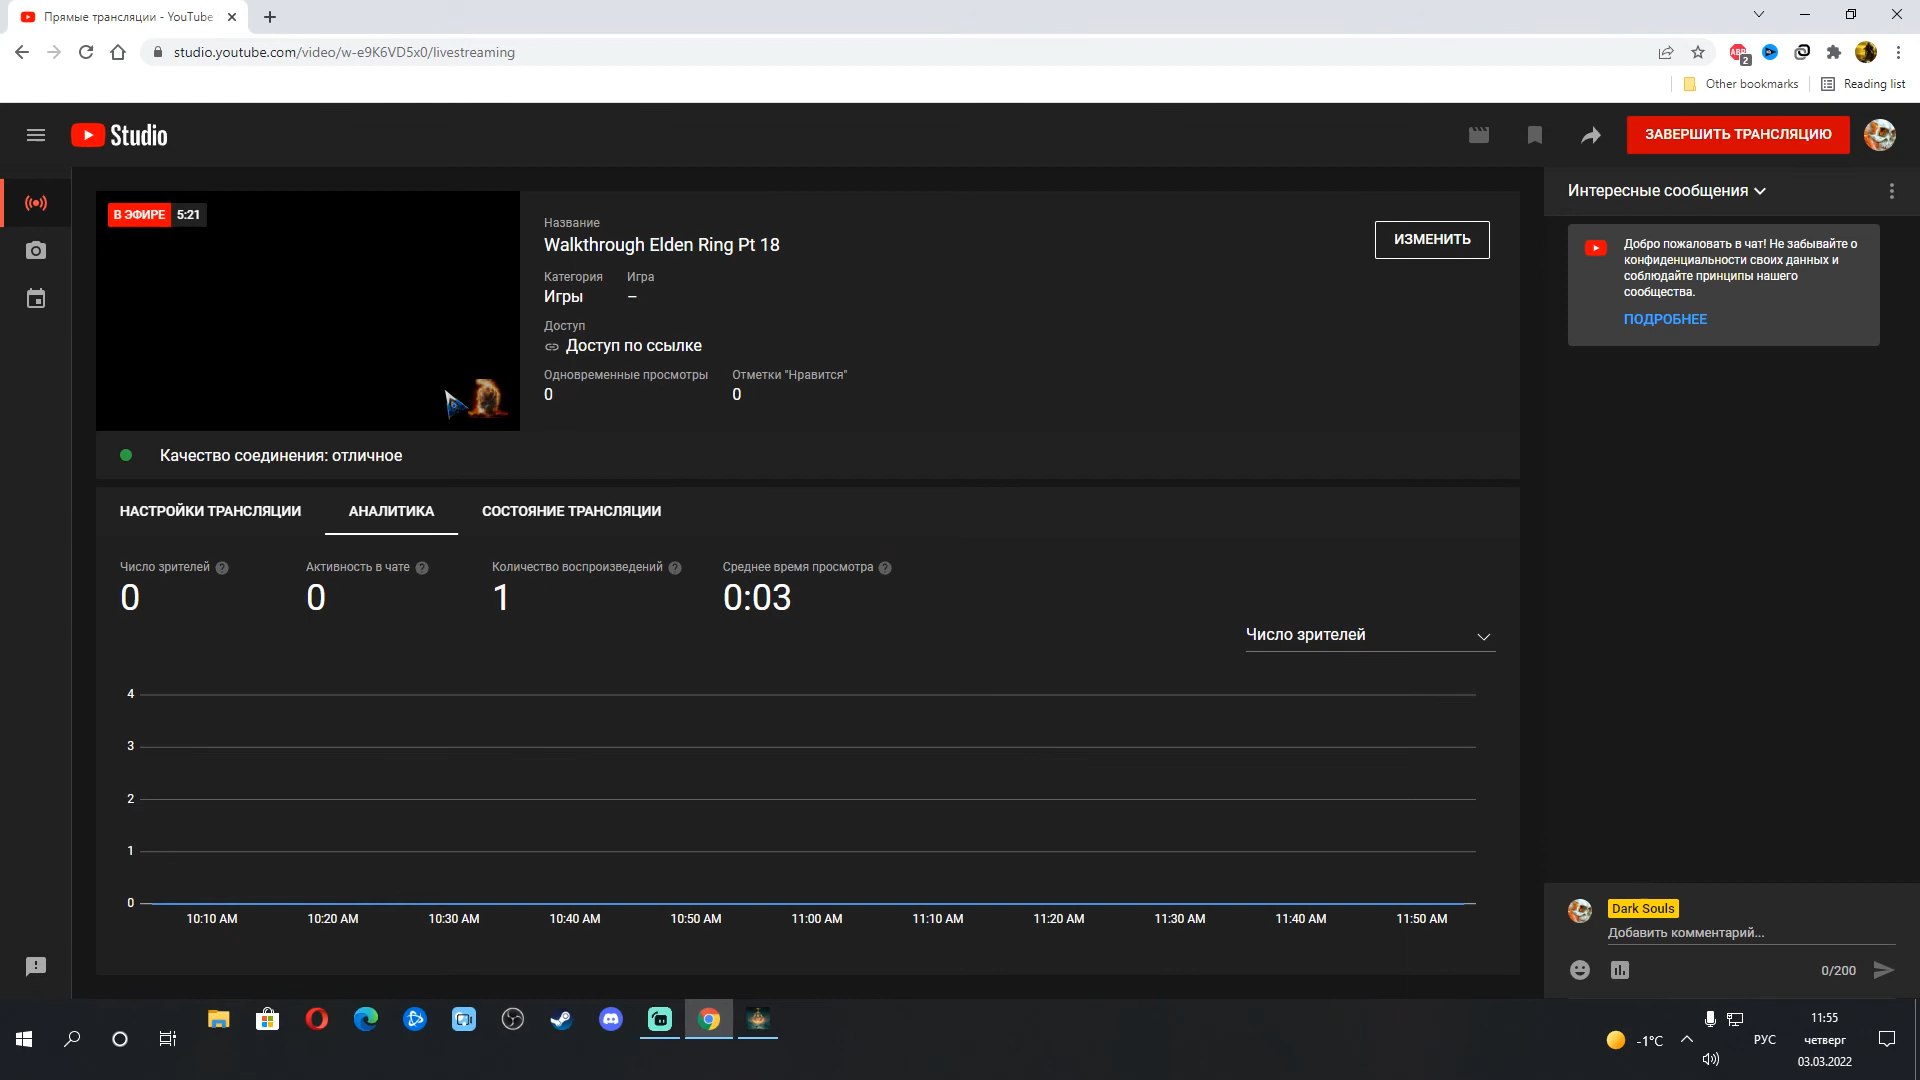 Прямые трансляции - YouTube
studio.youtube.com/video/w-e9K6VD5x0/livestreaming
ABP
2
Other bookmarks
Reading list
Studio
ЗАВЕРШИТЬ ТРАНСЛЯЦИЮ
В ЭФИРЕ 5:21
Название
Walkthrough Elden Ring Pt 18
ИЗМЕНИТЬ
Категория Игра
Игры –
Доступ
Доступ по ссылке
Одновременные просмотры Отметки "Нравится"
0 0
Качество соединения: отличное
Интересные сообщения
Добро пожаловать в чат! Не забывайте о
конфиденциальности своих данных и
соблюдайте принципы нашего
сообщества.
ПОДРОБНЕЕ
НАСТРОЙКИ ТРАНСЛЯЦИИ АНАЛИТИКА СОСТОЯНИЕ ТРАНСЛЯЦИИ
Число зрителей ? Активность в чате ? Количество воспроизведений ? Среднее время просмотра ?
0 0 1 0:03
Число зрителей
4
3
2
1
0
10:10 AM 10:20 AM 10:30 AM 10:40 AM 10:50 AM 11:00 AM 11:10 AM 11:20 AM 11:30 AM 11:40 AM 11:50 AM
Dark Souls
Добавить комментарий...
0/200
-1°C
РУС
11:55
четверг
03.03.2022